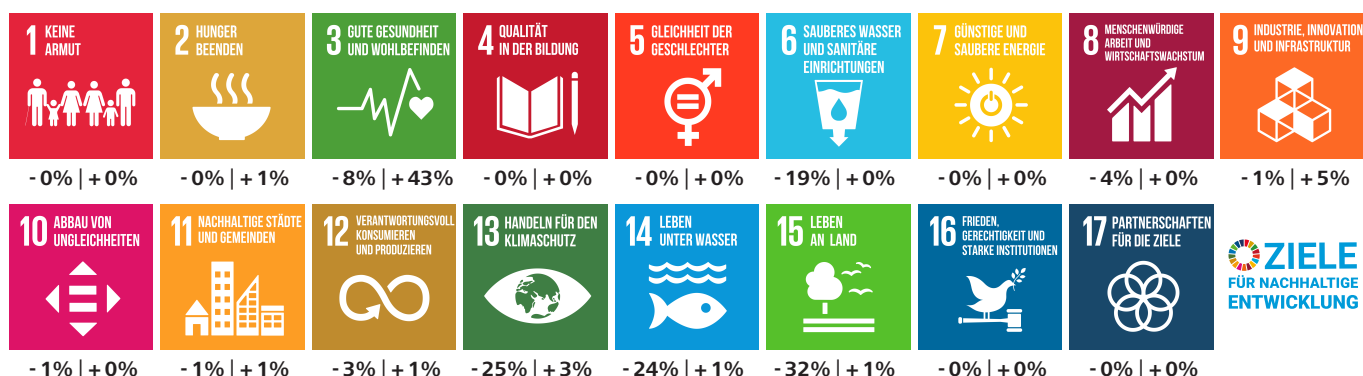 1 KEINE
ARMUT
2 HUNGER
BEENDEN
3 GUTE GESUNDHEIT
UND WOHLBEFINDEN
4 QUALITÄT
IN DER BILDUNG
5 GLEICHHEIT DER
GESCHLECHTER
6 SAUBERES WASSER
UND SANITÄRE
EINRICHTUNGEN
7 GÜNSTIGE UND
SAUBERE ENERGIE
8 MENSCHENWÜRDIGE
ARBEIT UND
WIRTSCHAFTSWACHSTUM
9 INDUSTRIE, INNOVATION
UND INFRASTRUKTUR
- 0% | + 0%
- 0% | + 1%
- 8% | + 43%
- 0% | + 0%
- 0% | + 0%
- 19% | + 0%
- 0% | + 0%
- 4% | + 0%
- 1% | + 5%
10 ABBAU VON
UNGLEICHHEITEN
11 NACHHALTIGE STÄDTE
UND GEMEINDEN
12 VERANTWORTUNGSVOLL
KONSUMIEREN
UND PRODUZIEREN
13 HANDELN FÜR DEN
KLIMASCHUTZ
14 LEBEN
UNTER WASSER
15 LEBEN
AN LAND
16 FRIEDEN,
GERECHTIGKEIT UND
STARKE INSTITUTIONEN
17 PARTNERSCHAFTEN
FÜR DIE ZIELE
ZIELE
FÜR NACHHALTIGE
ENTWICKLUNG
- 1% | + 0%
- 1% | + 1%
- 3% | + 1%
- 25% | + 3%
- 24% | + 1%
- 32% | + 1%
- 0% | + 0%
- 0% | + 0%